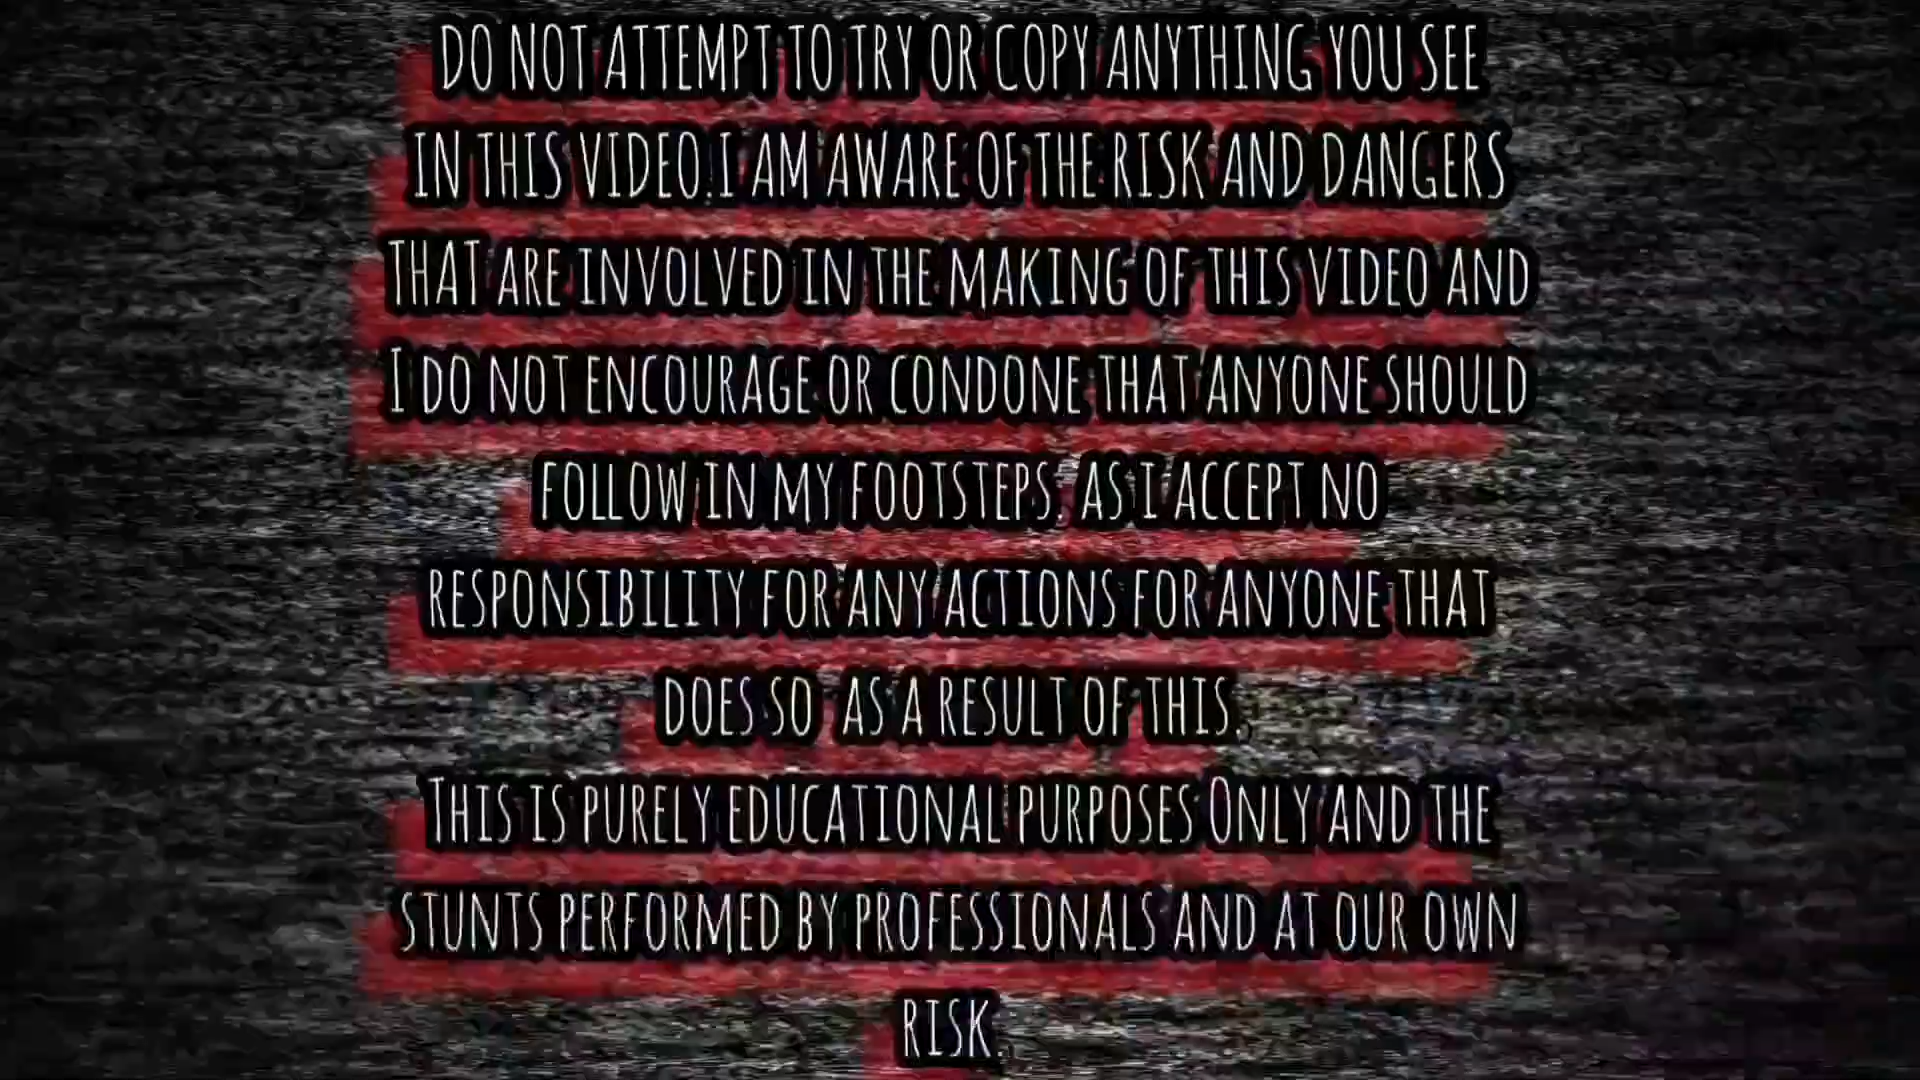 DO NOT ATTEMPT TO TRY OR COPY ANYTHING YOU SEE
IN THIS VIDEO.I AM AWARE OF THE RISK AND DANGERS
THAT ARE INVOLVED IN THE MAKING OF THIS VIDEO AND
I DO NOT ENCOURAGE OR CONDONE THAT ANYONE SHOULD
FOLLOW IN MY FOOTSTEPS. AS I ACCEPT NO
RESPONSIBILITY FOR ANY ACTIONS FOR ANYONE THAT
DOES SO AS A RESULT OF THIS.
THIS IS PURELY EDUCATIONAL PURPOSES ONLY AND THE
STUNTS PERFORMED BY PROFESSIONALS AND AT OUR OWN
RISK.